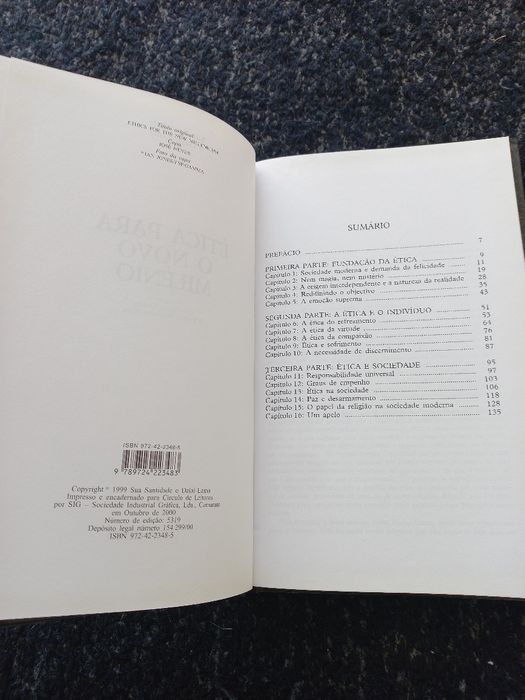 Título original:
ETHICS FOR THE NEW MILLENNIUM
Capa:
JOSÉ
Foto da capa:
IAN JONES/FSP/GAMMA
ÉTICA PARA
O NOVO
MILÉNIO
ISBN 972-42-2348-5
9 789724 223483
Copyright © 1999 Sua Santidade o Dalai Lama
Impresso e encadernado para Círculo de Leitores
por SIG – Sociedade Industrial Gráfica, Lda., Camarate
em Outubro de 2000
Número de edição: 5319
Depósito legal número 154 299/00
ISBN 972-42-2348-5
SUMÁRIO
PREFÁCIO 7
PRIMEIRA PARTE: FUNDAÇÃO DA ÉTICA 9
Capítulo 1: Sociedade moderna e demanda da felicidade 11
Capítulo 2: Nem magia, nem mistério 19
Capítulo 3: A origem interdependente e a natureza da realidade 28
Capítulo 4: Redefinindo o objectivo 35
Capítulo 5: A emoção suprema 43
SEGUNDA PARTE: A ÉTICA E O INDIVÍDUO 51
Capítulo 6: A ética do refreamento 53
Capítulo 7: A ética da virtude 64
Capítulo 8: A ética da compaixão 76
Capítulo 9: Ética e sofrimento 81
Capítulo 10: A necessidade de discernimento 87
TERCEIRA PARTE: ÉTICA E SOCIEDADE 95
Capítulo 11: Responsabilidade universal 97
Capítulo 12: Graus de empenho 103
Capítulo 13: Ética na sociedade 106
Capítulo 14: Paz e desarmamento 118
Capítulo 15: O papel da religião na sociedade moderna 128
Capítulo 16: Um apelo 135